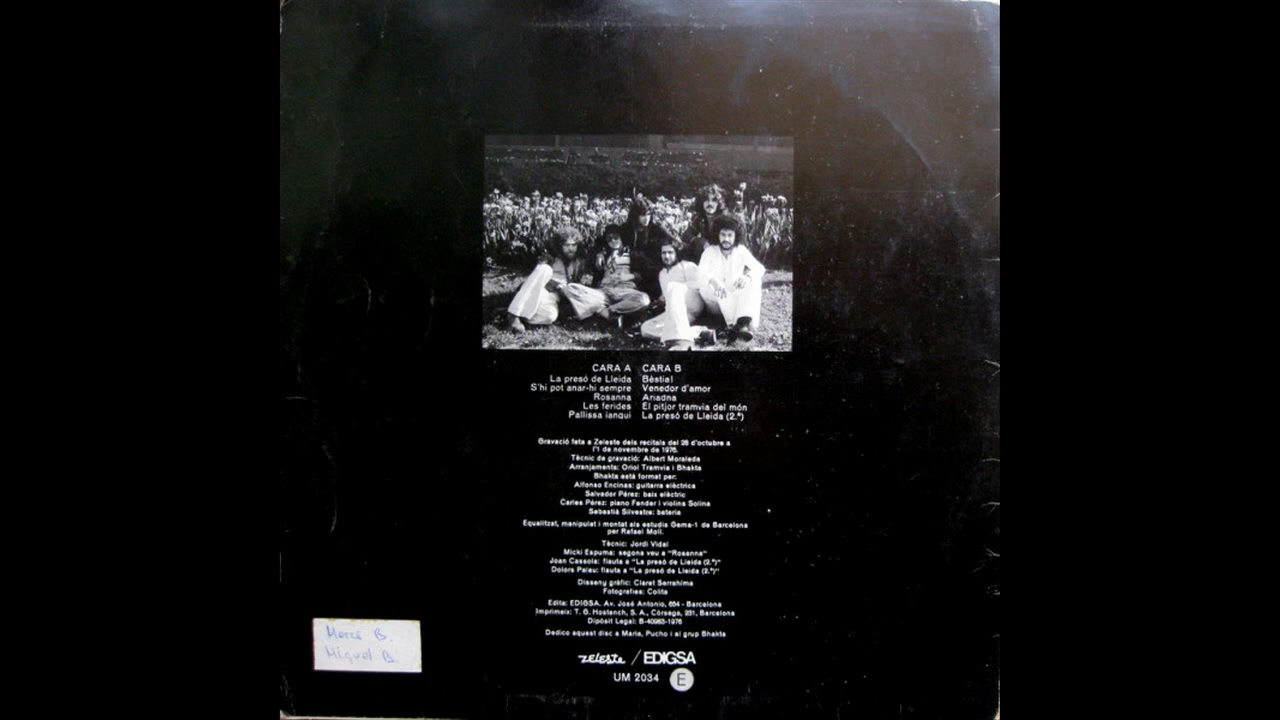 CARA A
La presó de Lleida
S'hi pot anar-hi sempre
Rosanna
Les ferides
Pallissa ianqui
CARA B
Bèstia!
Venedor d'amor
Ariadna
El pitjor tramvia del món
La presó de Lleida (2.ª)
Gravació feta a Zeleste dels recitals del 28 d'octubre a
l'1 de novembre de 1976.
Tècnic de gravació: Albert Moraleda
Arranjaments: Oriol Tramvia i Bhakta
Bhakta està format per:
Alfonso Encinas: guitarra elèctrica
Salvador Pérez: baix elèctric
Carles Pérez: piano Fender i violins Solina
Sebastià Silvestre: bateria
Equalitzat, manipulat i montat als estudis Gema-1 de Barcelona
per Rafael Moll.
Tècnic: Jordi Vidal
Micki Espuma: segona veu a "Rosanna"
Joan Cassola: flauta a "La presó de Lleida (2.ª)"
Dolors Palau: flauta a "La presó de Lleida (2.ª)"
Disseny gràfic: Claret Serrahima
Fotografies: Colita
Edita: EDIGSA, Av. José Antonio, 654 - Barcelona
Imprimeix: T. G. Hostench, S. A., Còrsega, 231, Barcelona
Dipòsit Legal: B-40963-1976
Dedico aquest disc a Maria, Pucho i al grup Bhakta
zeleste / EDIGSA
UM 2034 E
Mercè B.
Miquel B.